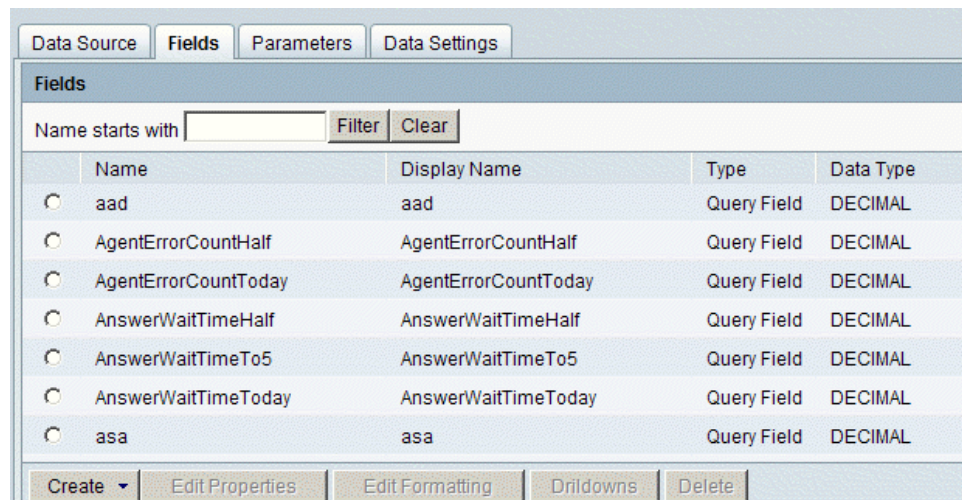 Data Source Fields Parameters Data Settings
Fields
Name starts with Filter Clear
Name Display Name Type Data Type
aad aad Query Field DECIMAL
AgentErrorCountHalf AgentErrorCountHalf Query Field DECIMAL
AgentErrorCountToday AgentErrorCountToday Query Field DECIMAL
AnswerWaitTimeHalf AnswerWaitTimeHalf Query Field DECIMAL
AnswerWaitTimeTo5 AnswerWaitTimeTo5 Query Field DECIMAL
AnswerWaitTimeToday AnswerWaitTimeToday Query Field DECIMAL
asa asa Query Field DECIMAL
Create Edit Properties Edit Formatting Drildowns Delete